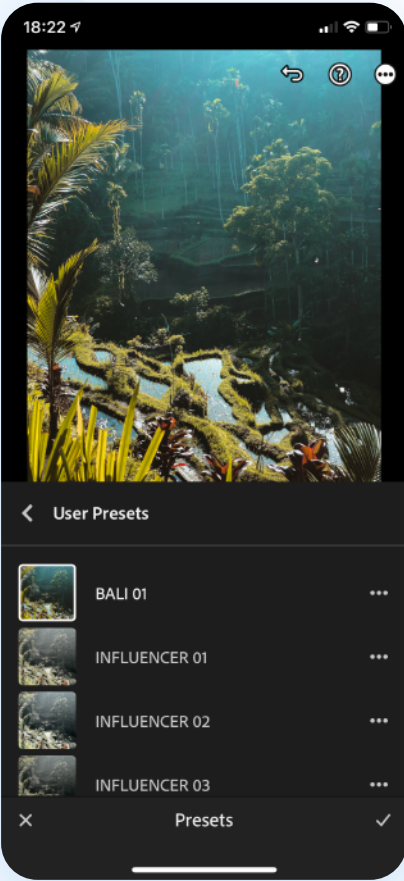 18:22
User Presets
BALI 01
INFLUENCER 01
INFLUENCER 02
INFLUENCER 03
Presets